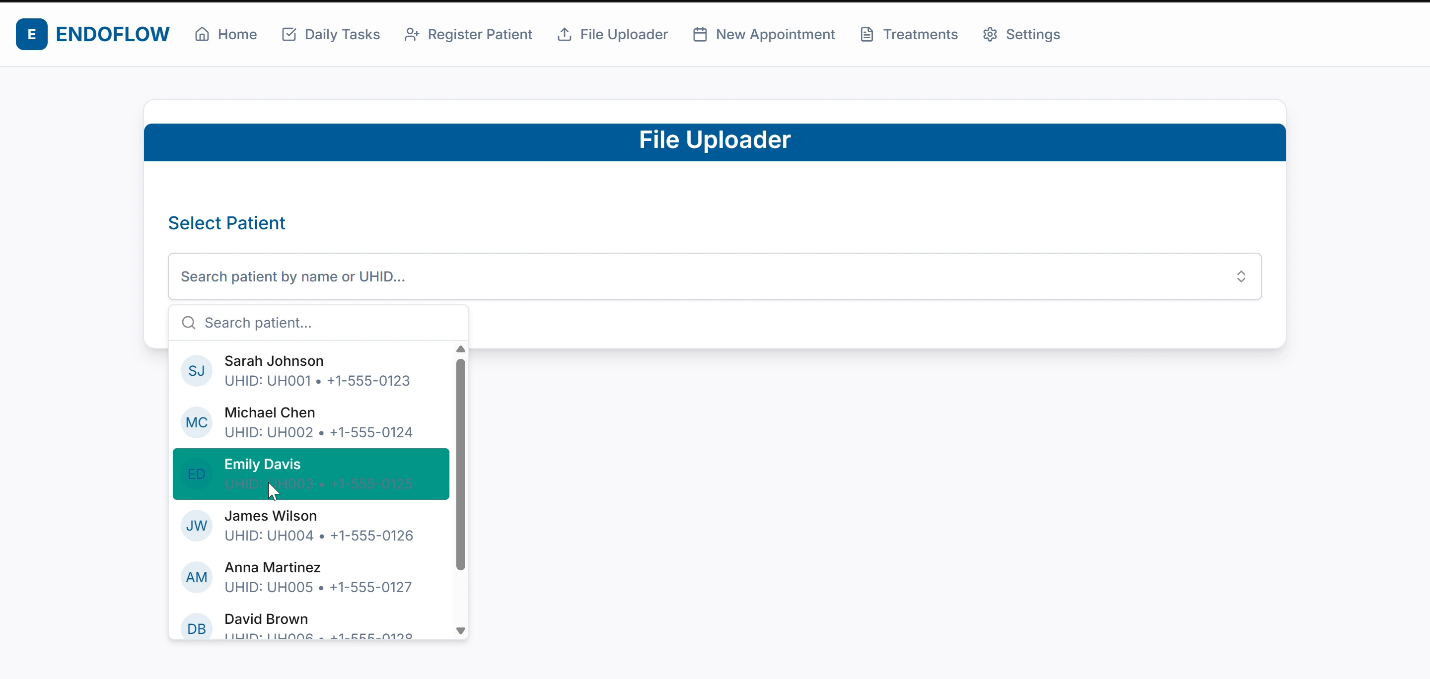 E ENDOFLOW Home Daily Tasks Register Patient File Uploader New Appointment Treatments Settings
File Uploader
Select Patient
Search patient by name or UHID...
Search patient...
SJ Sarah Johnson
UHID: UH001 • +1-555-0123
MC Michael Chen
UHID: UH002 • +1-555-0124
ED Emily Davis
UHID: UH003 • +1-555-0125
JW James Wilson
UHID: UH004 • +1-555-0126
AM Anna Martinez
UHID: UH005 • +1-555-0127
DB David Brown
UHID: UH006 • +1-555-0128